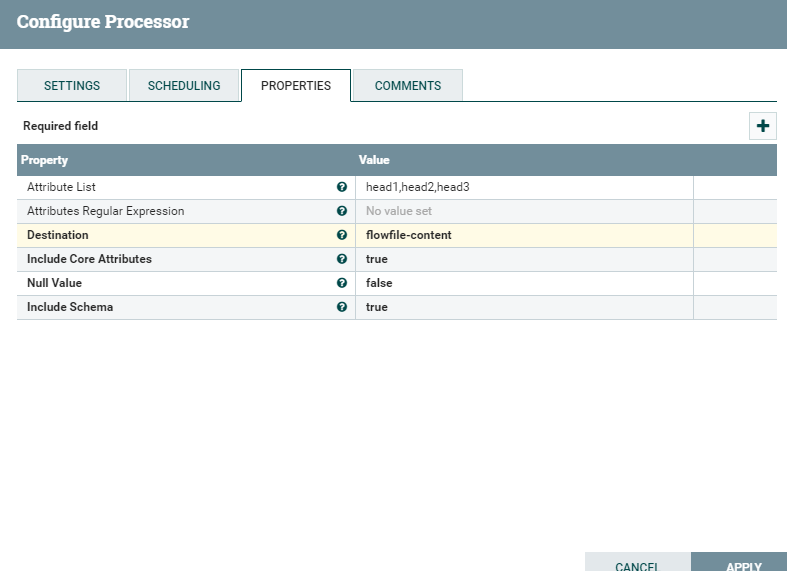 Configure Processor
SETTINGS SCHEDULING PROPERTIES COMMENTS
Required field
Property Value
Attribute List head1,head2,head3
Attributes Regular Expression No value set
Destination flowfile-content
Include Core Attributes true
Null Value false
Include Schema true
CANCEL APPLY